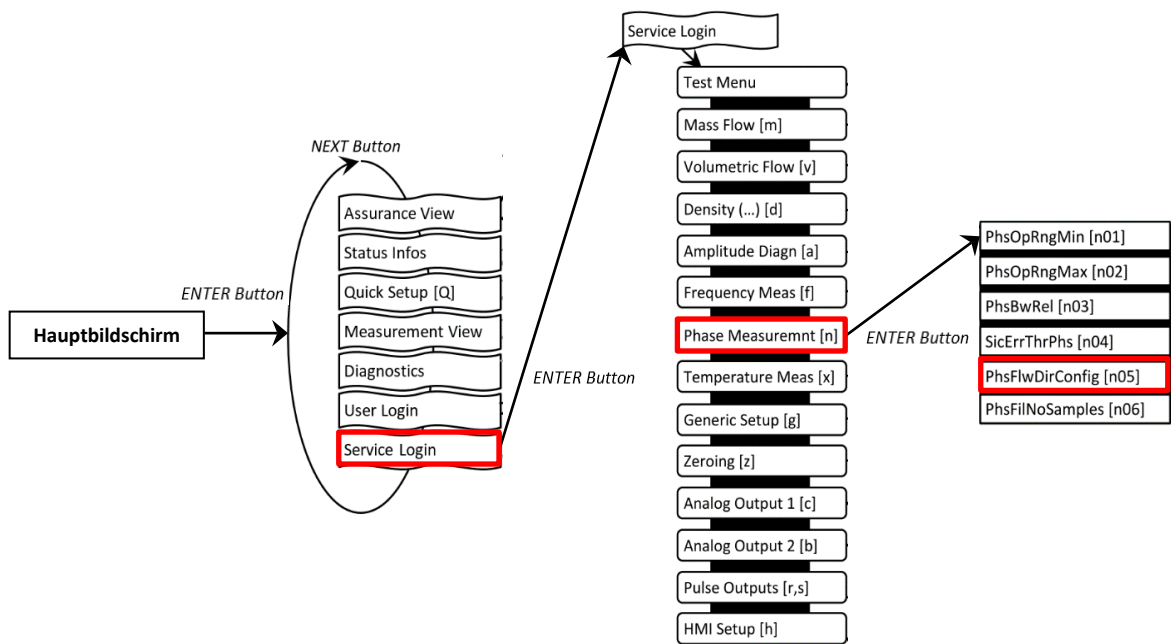 Hauptbildschirm
ENTER Button
NEXT Button
Assurance View
Status Infos
Quick Setup [Q]
Measurement View
Diagnostics
User Login
Service Login
ENTER Button
Service Login
Test Menu
Mass Flow [m]
Volumetric Flow [v]
Density (...) [d]
Amplitude Diagn [a]
Frequency Meas [f]
Phase Measuremnt [n]
Temperature Meas [x]
Generic Setup [g]
Zeroing [z]
Analog Output 1 [c]
Analog Output 2 [b]
Pulse Outputs [r,s]
HMI Setup [h]
ENTER Button
PhsOpRngMin [n01]
PhsOpRngMax [n02]
PhsBwRel [n03]
SicErrThrPhs [n04]
PhsFlwDirConfig [n05]
PhsFilNoSamples [n06]